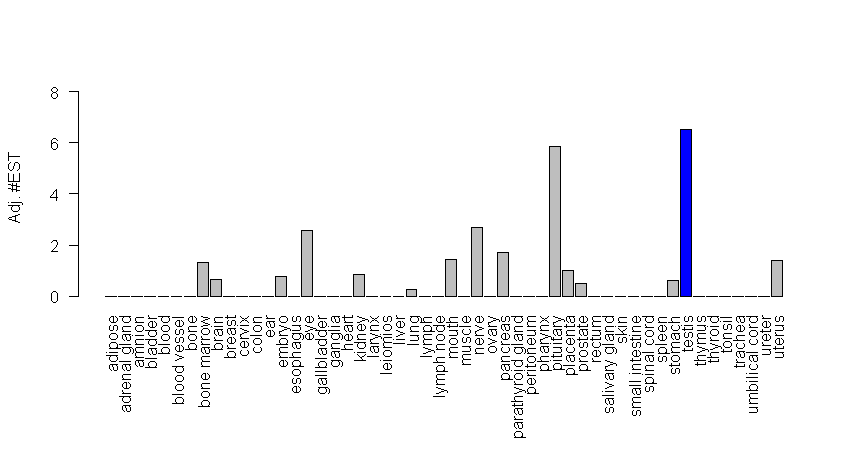 8
6
4
2
0
Adj. #EST
adipose
adrenal gland
amnion
bladder
blood
blood vessel
bone
bone marrow
brain
breast
cervix
colon
ear
embryo
esophagus
eye
gallbladder
ganglia
heart
kidney
larynx
leiomios
liver
lung
lymph
lymph node
mouth
muscle
nerve
ovary
pancreas
parathyroid gland
peritoneum
pharynx
pituitary
placenta
prostate
rectum
salivary gland
skin
small intestine
spinal cord
spleen
stomach
testis
thymus
thyroid
tonsil
trachea
umbilical cord
ureter
uterus